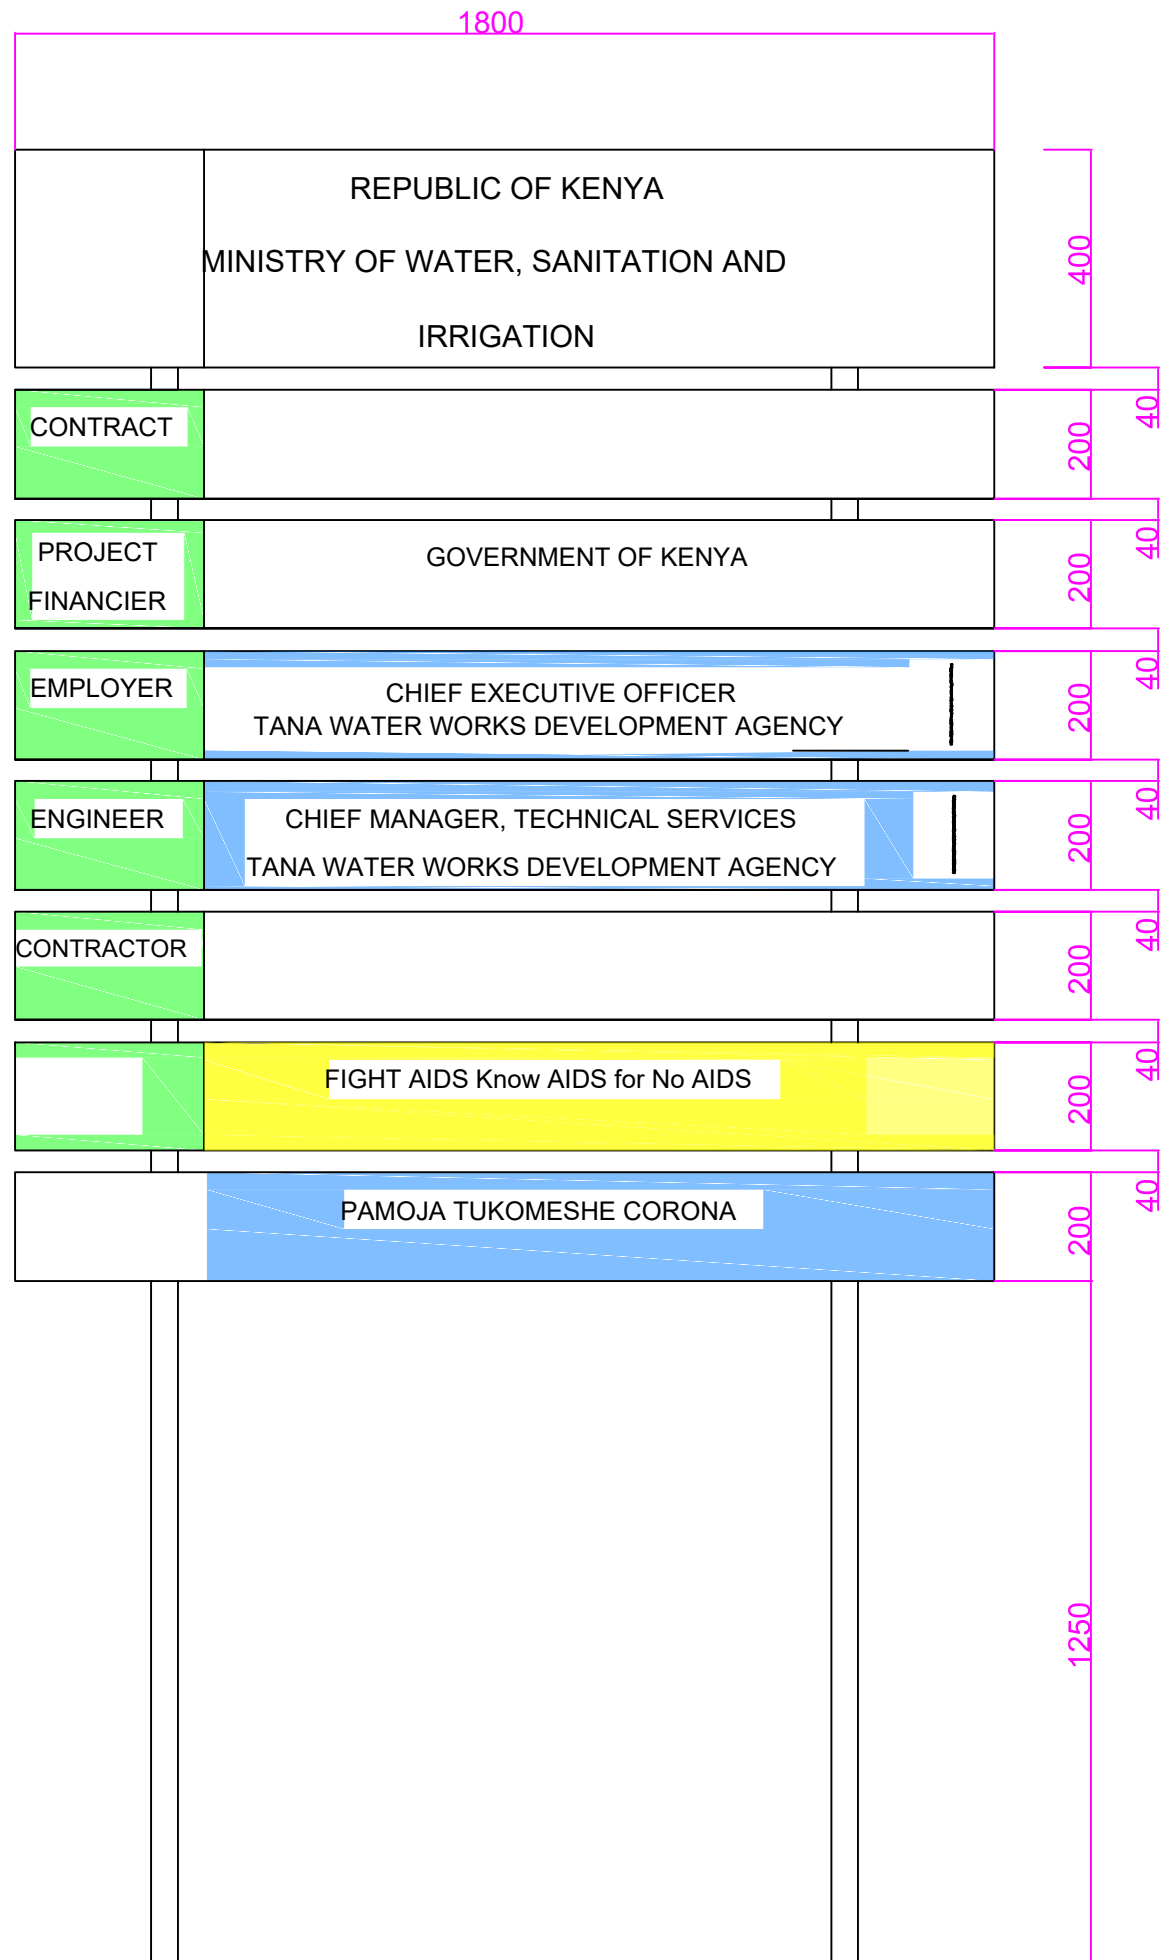 1800
REPUBLIC OF KENYA
MINISTRY OF WATER, SANITATION AND
IRRIGATION
400
40
CONTRACT
200
40
PROJECT
FINANCIER
GOVERNMENT OF KENYA
200
40
EMPLOYER
CHIEF EXECUTIVE OFFICER
TANA WATER WORKS DEVELOPMENT AGENCY
200
40
ENGINEER
CHIEF MANAGER, TECHNICAL SERVICES
TANA WATER WORKS DEVELOPMENT AGENCY
200
40
CONTRACTOR
200
40
FIGHT AIDS Know AIDS for No AIDS
200
40
PAMOJA TUKOMESHE CORONA
200
1250